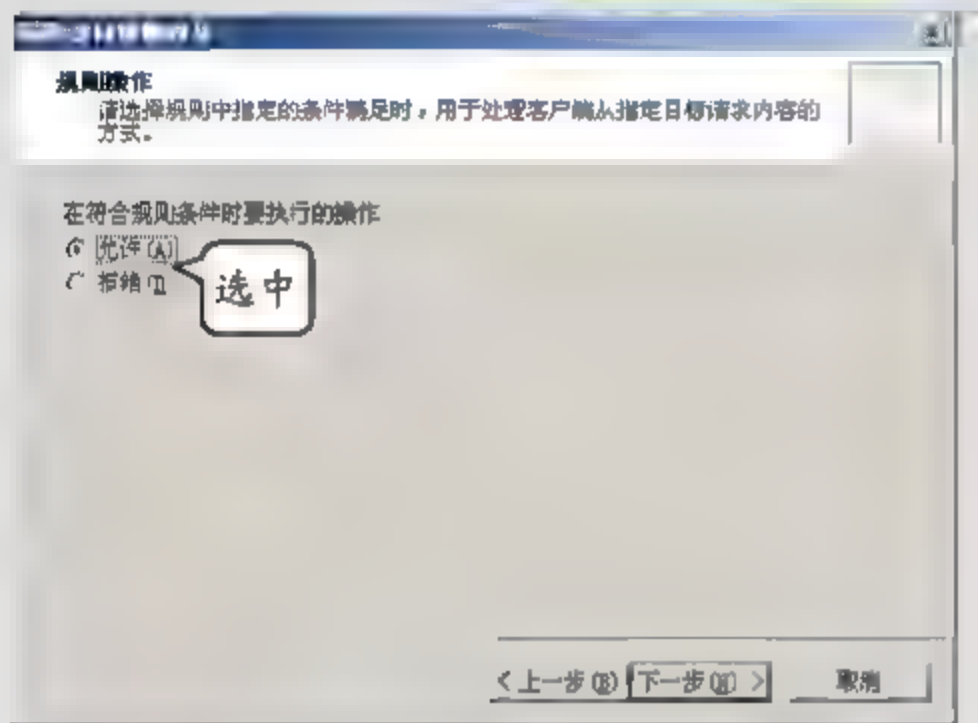 规则操作
请选择规则中指定的条件满足时，用于处理客户端从指定目标请求内容的
方式。
在符合规则条件时要执行的操作
允许(A)
拒绝
选中
<上一步(B)
下一步(N) >
取消